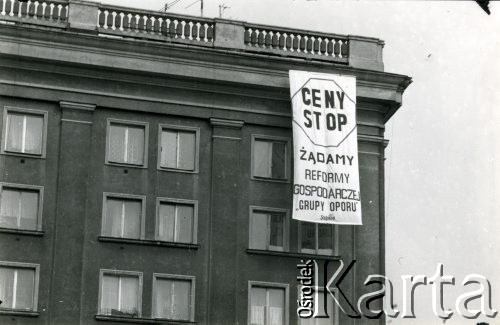 CENY
STOP
ŻĄDAMY
REFORMY
GOSPODARCZEJ
„GRUPY OPORU”
Ośrodek
Karta